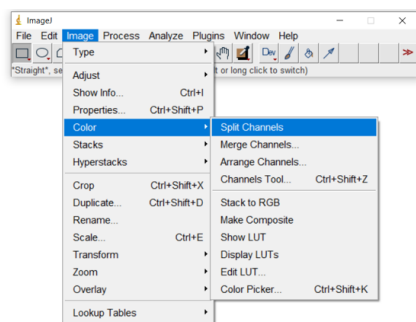 ImageJ
File Edit Image Process Analyze Plugins Window Help
Dev
"Straight", se
t or long click to switch)
Type
Adjust
Show Info... Ctrl+I
Properties... Ctrl+Shift+P
Color
Stacks
Hyperstacks
Crop Ctrl+Shift+X
Duplicate... Ctrl+Shift+D
Rename...
Scale... Ctrl+E
Transform
Zoom
Overlay
Lookup Tables
Split Channels
Merge Channels...
Arrange Channels...
Channels Tool... Ctrl+Shift+Z
Stack to RGB
Make Composite
Show LUT
Display LUTs
Edit LUT...
Color Picker... Ctrl+Shift+K